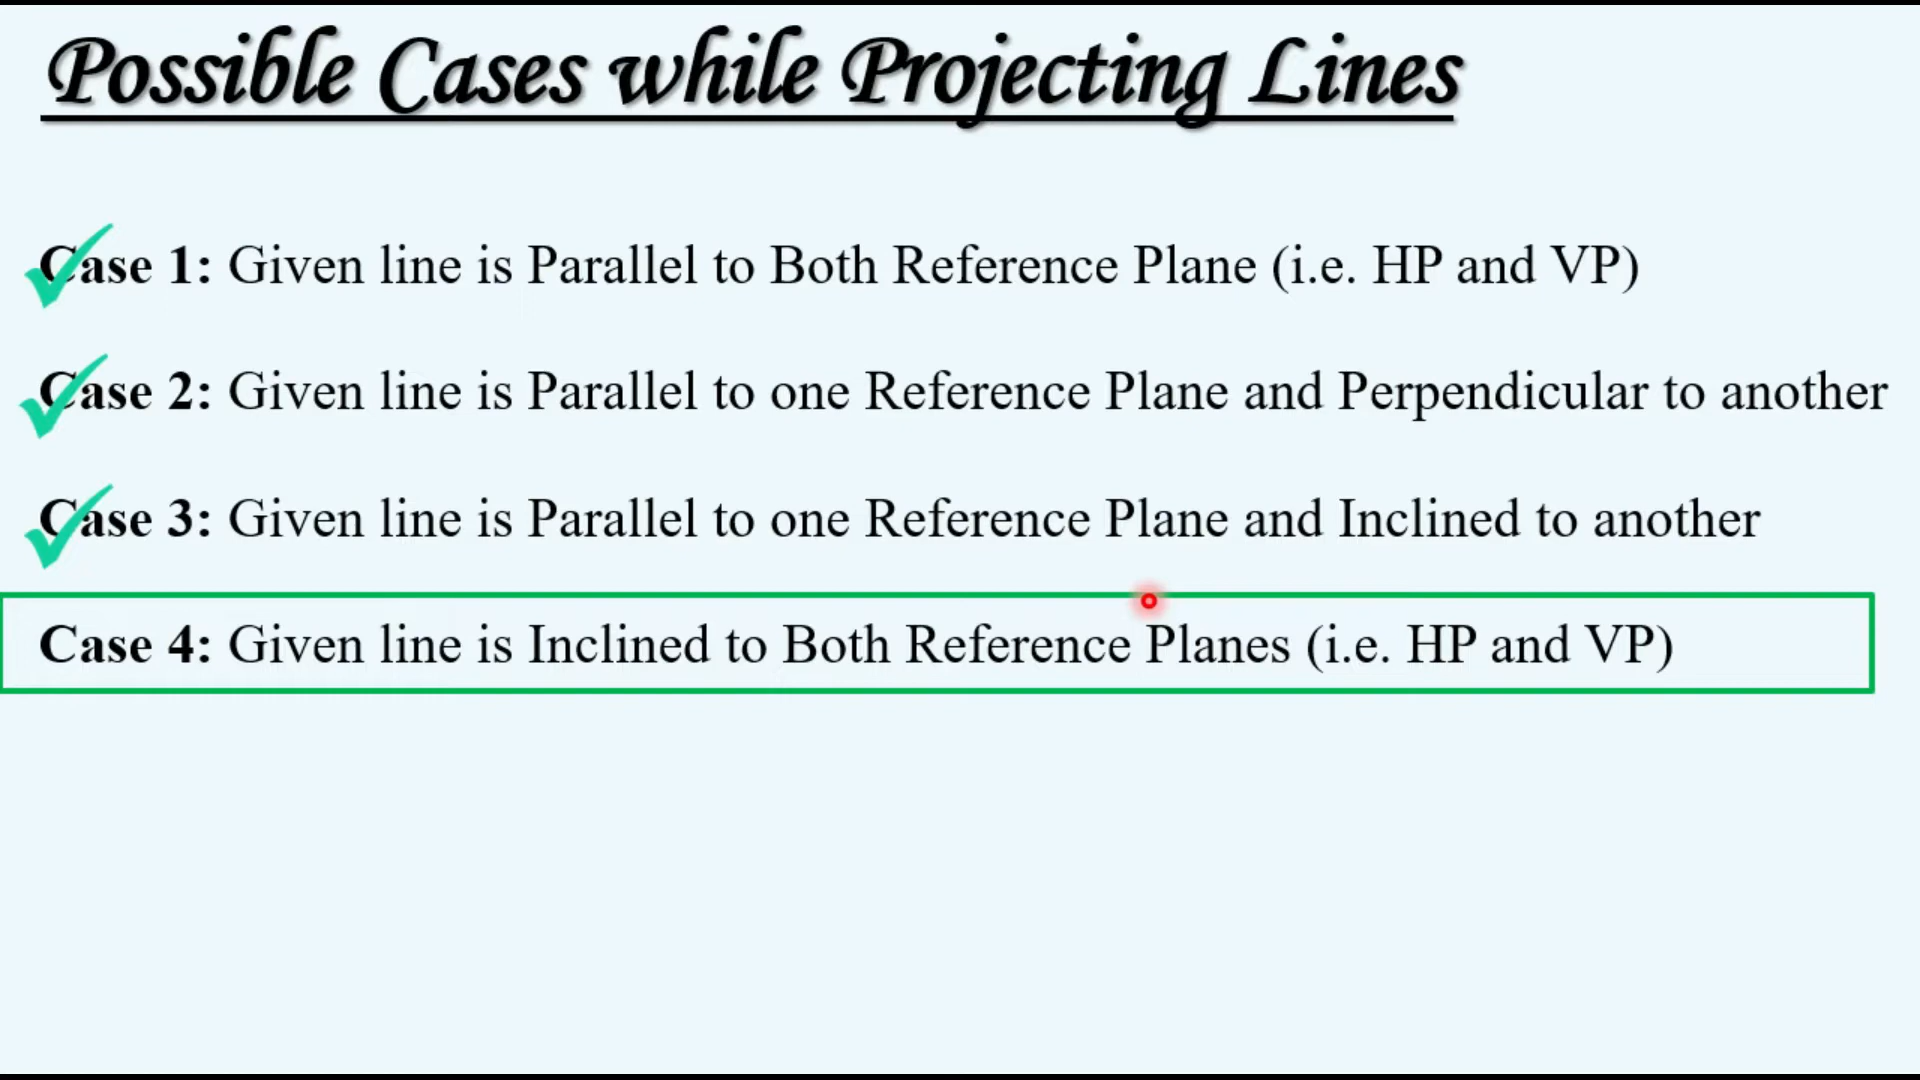 Possible Cases while Projecting Lines
Case 1: Given line is Parallel to Both Reference Plane (i.e. HP and VP)
Case 2: Given line is Parallel to one Reference Plane and Perpendicular to another
Case 3: Given line is Parallel to one Reference Plane and Inclined to another
Case 4: Given line is Inclined to Both Reference Planes (i.e. HP and VP)